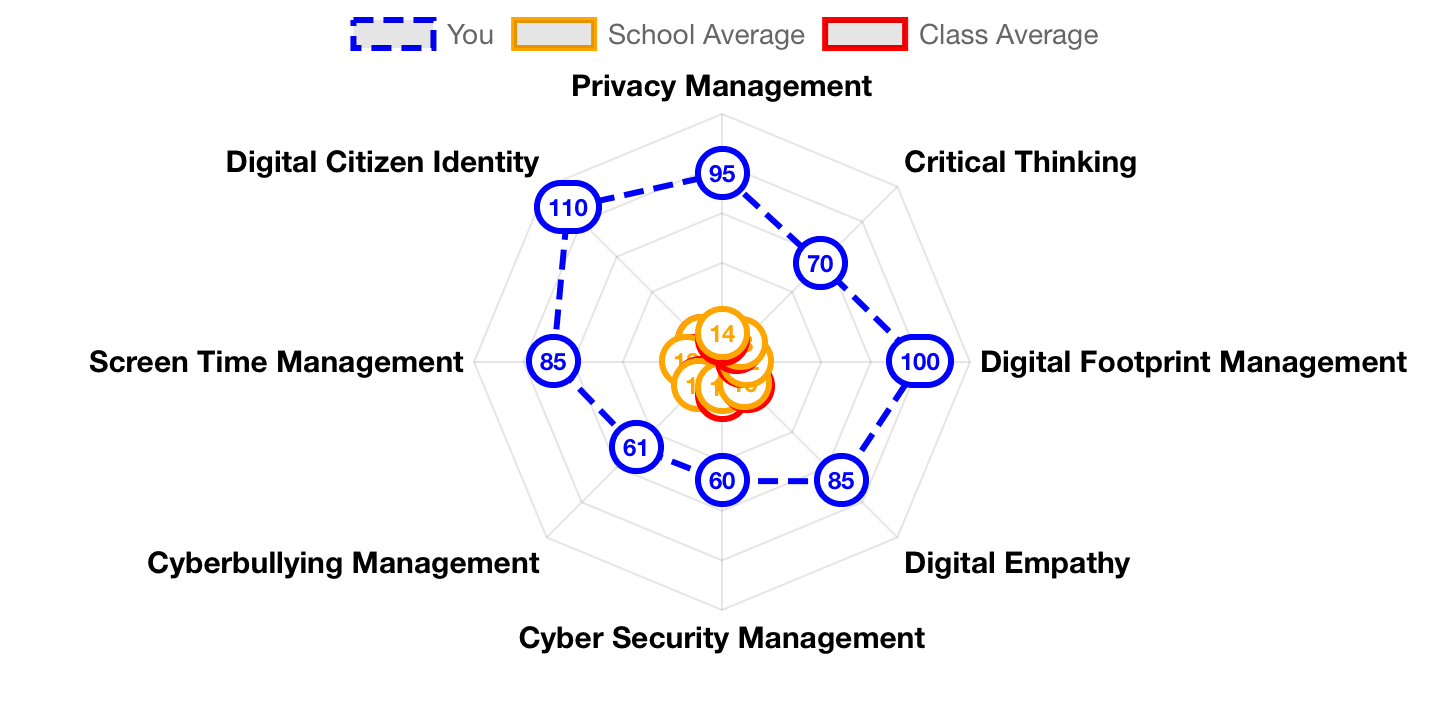 You School Average Class Average
Privacy Management
Digital Citizen Identity Critical Thinking
95
110
70
14
Screen Time Management 85 100 Digital Footprint Management
61
60 85
Cyberbullying Management Digital Empathy
Cyber Security Management